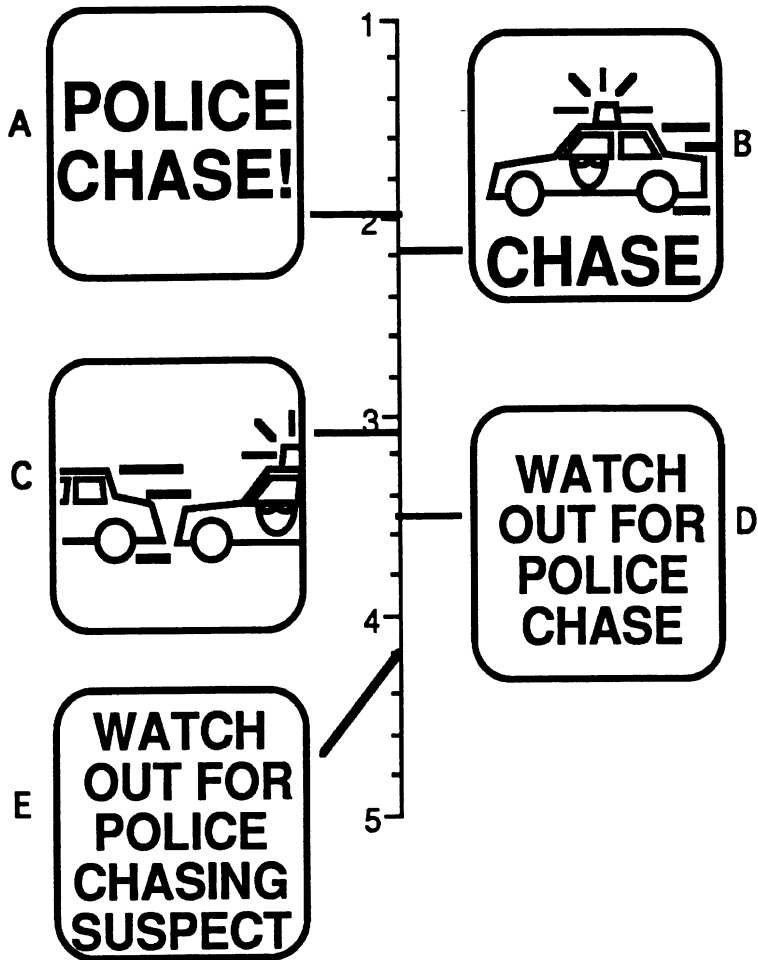 A
POLICE
CHASE!
1
B
CHASE
2
C
3
WATCH
OUT FOR
POLICE
CHASE
D
4
E
WATCH
OUT FOR
POLICE
CHASING
SUSPECT
5